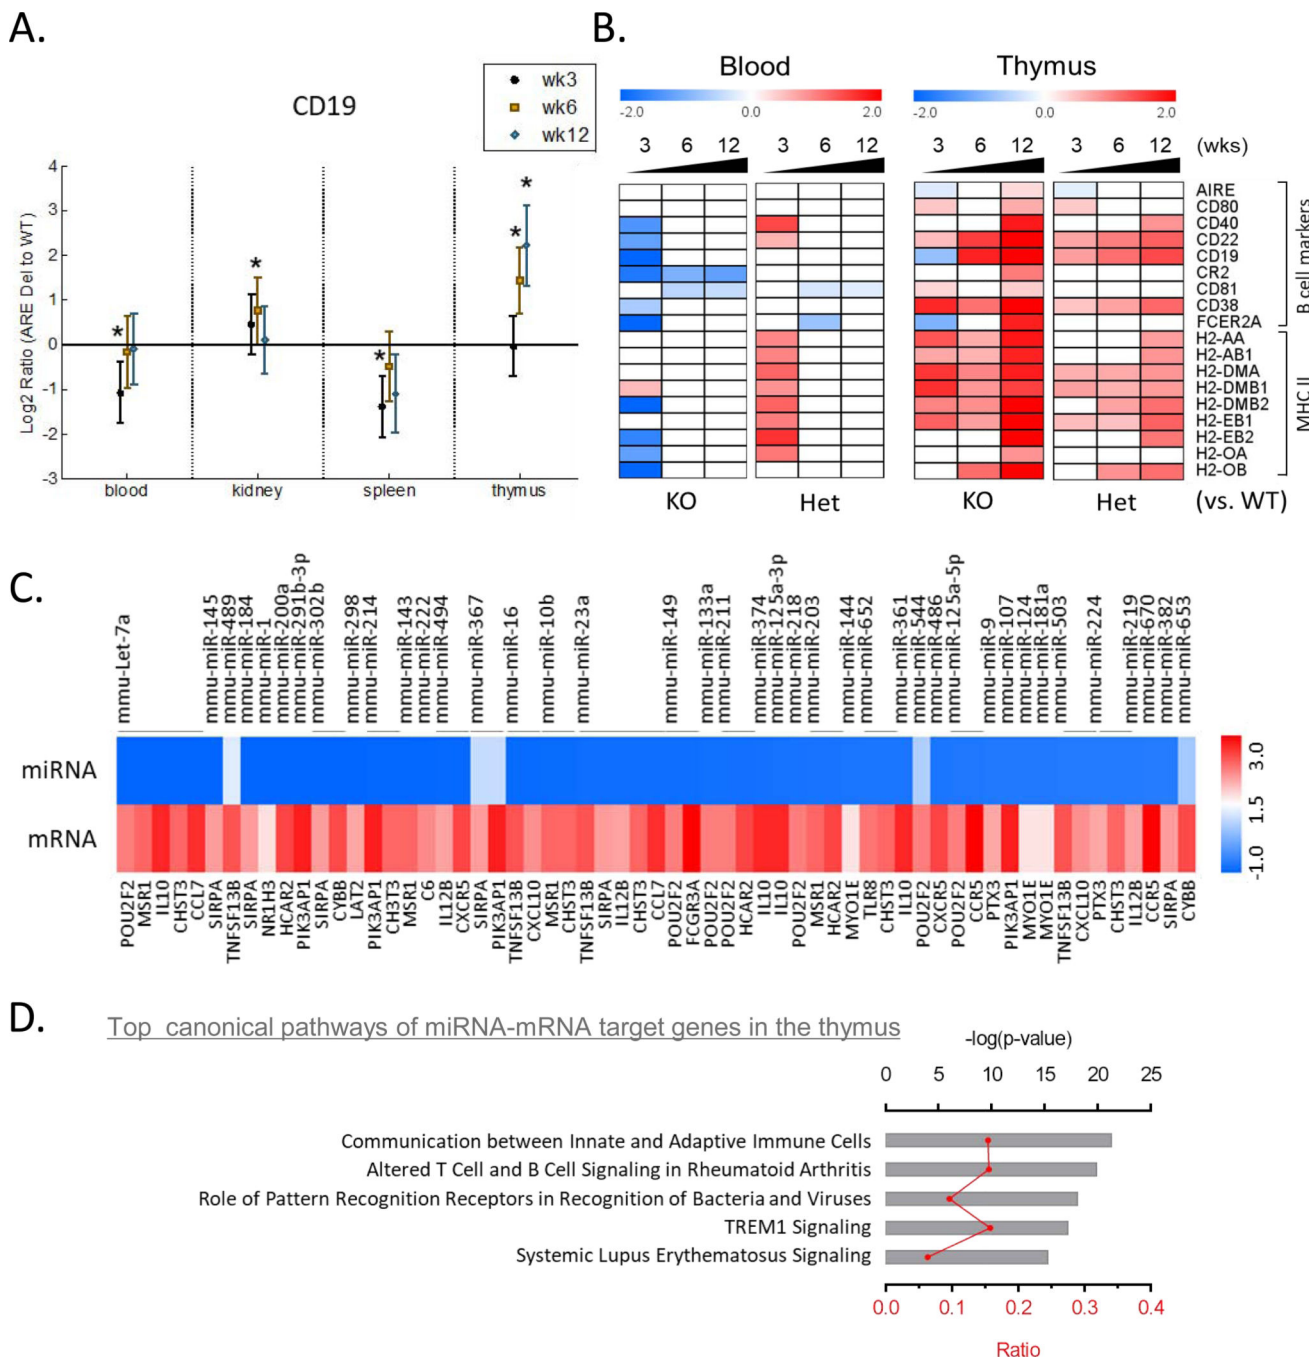 A.
CD19
wk3
wk6
wk12
Log2 Ratio (ARE Del to WT)
4
3
2
1
0
-1
-2
-3
* * * * *
blood kidney spleen thymus
B.
Blood Thymus
-2.0 0.0 2.0 -2.0 0.0 2.0
3 6 12 3 6 12 3 6 12 3 6 12 (wks)
AIRE
CD80
CD40
CD22
CD19
CR2
CD81
CD38
FCER2A
H2-AA
H2-AB1
H2-DMA
H2-DMB1
H2-DMB2
H2-EB1
H2-EB2
H2-OA
H2-OB
B cell markers
MHC II
KO Het KO Het (vs. WT)
C.
mmu-Let-7a
mmu-miR-145
mmu-miR-489
mmu-miR-184
mmu-miR-1
mmu-miR-200a
mmu-miR-291b-3p
mmu-miR-302b
mmu-miR-298
mmu-miR-214
mmu-miR-143
mmu-miR-222
mmu-miR-494
mmu-miR-367
mmu-miR-16
mmu-miR-10b
mmu-miR-23a
mmu-miR-149
mmu-miR-133a
mmu-miR-211
mmu-miR-374
mmu-miR-125a-3p
mmu-miR-218
mmu-miR-203
mmu-miR-144
mmu-miR-652
mmu-miR-361
mmu-miR-544
mmu-miR-486
mmu-miR-125a-5p
mmu-miR-9
mmu-miR-107
mmu-miR-124
mmu-miR-181a
mmu-miR-503
mmu-miR-224
mmu-miR-219
mmu-miR-670
mmu-miR-382
mmu-miR-653
miRNA
mRNA
3.0
1.5
-1.0
POU2F2
MSR1
IL10
CHST3
CCL7
SIRPA
TNFSF13B
SIRPA
NR1H3
HCAR2
PIK3AP1
SIRPA
CYBB
LAT2
PIK3AP1
CH3T3
MSR1
C6
IL12B
CXCR5
SIRPA
PIK3AP1
TNFSF13B
CXCL10
MSR1
CHST3
TNFSF13B
SIRPA
IL12B
CHST3
CCL7
POU2F2
FCGR3A
POU2F2
POU2F2
HCAR2
IL10
IL10
POU2F2
MSR1
HCAR2
MYO1E
TLR8
CHST3
IL10
POU2F2
CXCR5
POU2F2
CCR5
PTX3
PIK3AP1
MYO1E
MYO1E
TNFSF13B
CXCL10
PTX3
CHST3
IL12B
CCR5
SIRPA
CYBB
D.
Top canonical pathways of miRNA-mRNA target genes in the thymus
-log(p-value)
0 5 10 15 20 25
Communication between Innate and Adaptive Immune Cells
Altered T Cell and B Cell Signaling in Rheumatoid Arthritis
Role of Pattern Recognition Receptors in Recognition of Bacteria and Viruses
TREM1 Signaling
Systemic Lupus Erythematosus Signaling
0.0 0.1 0.2 0.3 0.4
Ratio